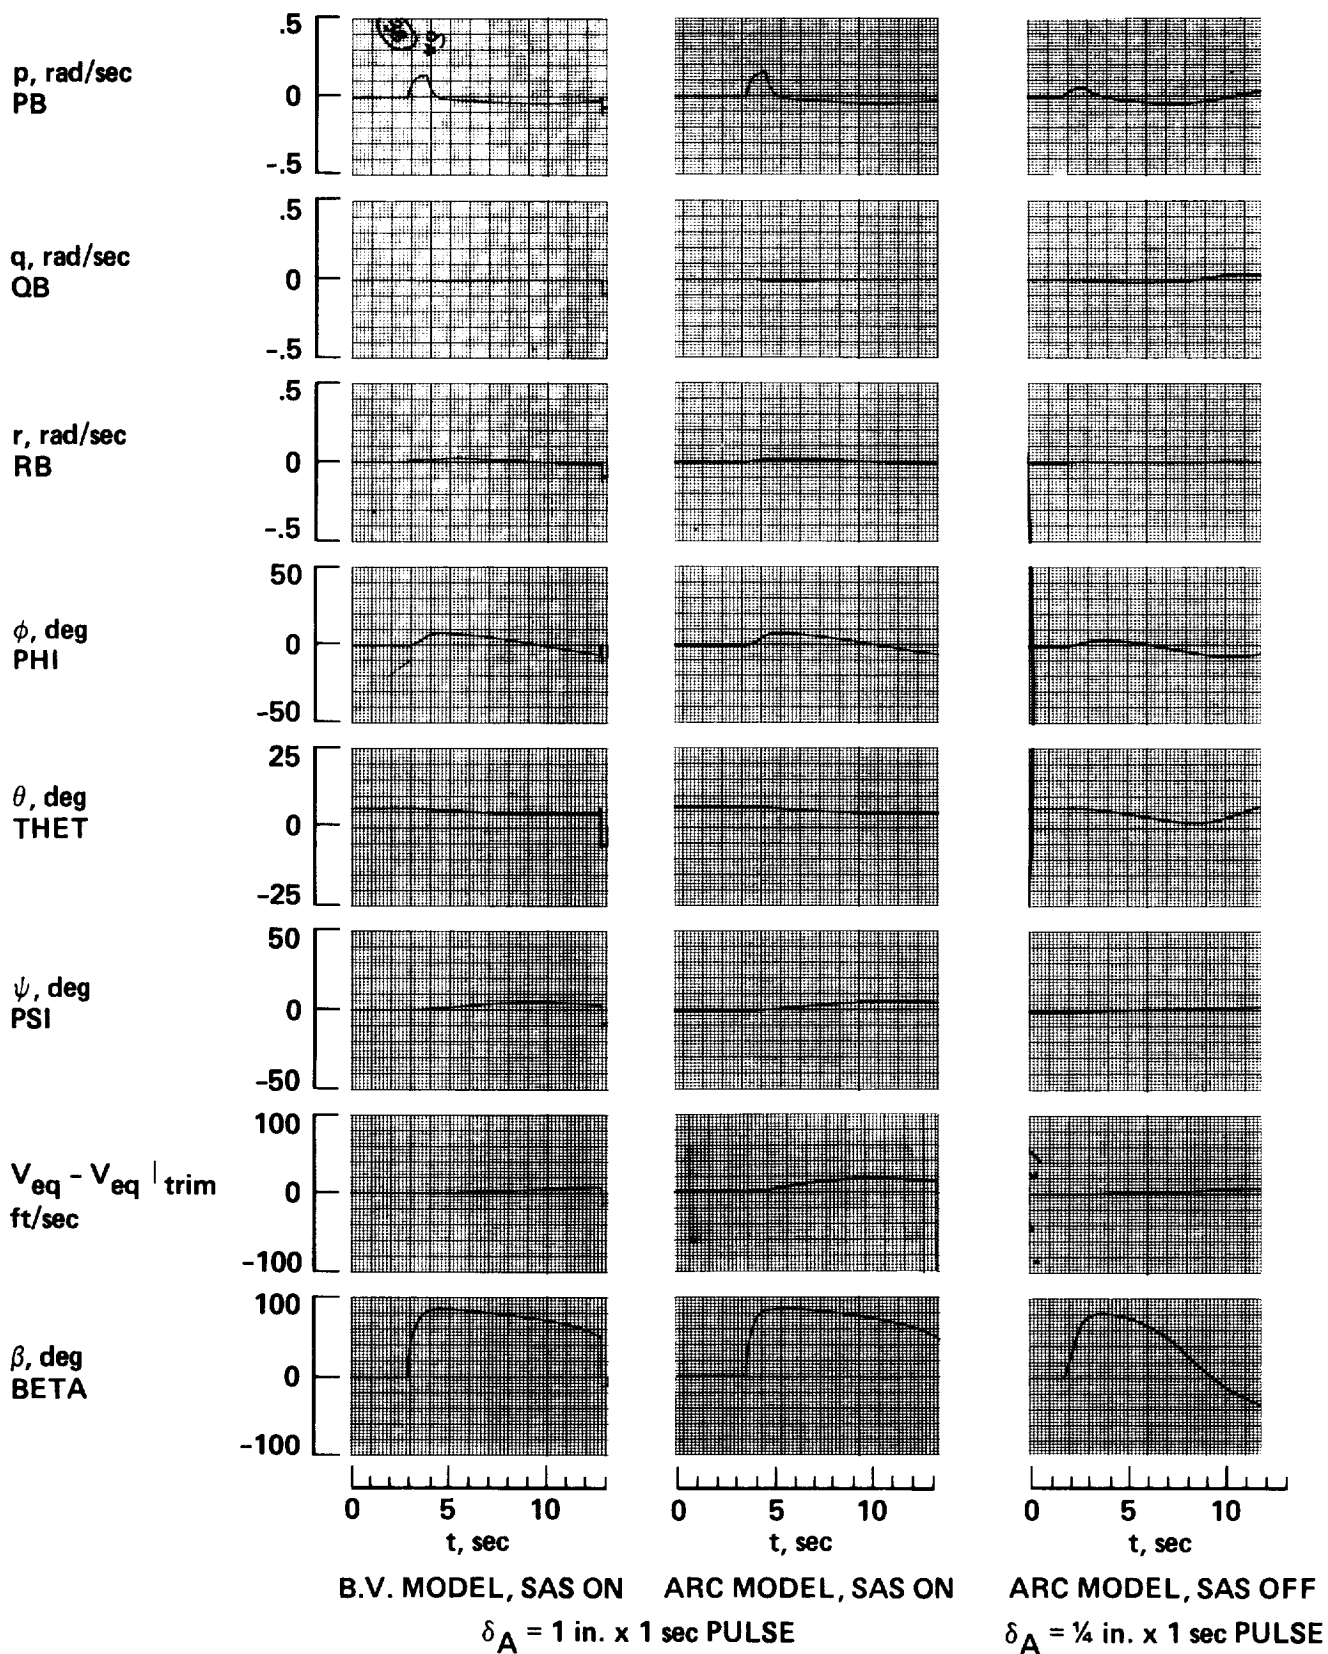 .5
p, rad/sec
0
PB
-.5
.5
q, rad/sec
0
QB
-.5
.5
r, rad/sec
0
RB
-.5
50
ϕ, deg
0
PHI
-50
25
θ, deg
0
THET
-25
50
ψ, deg
0
PSI
-50
100
V_eq - V_eq |_trim
0
ft/sec
-100
100
β, deg
0
BETA
-100
0 5 10 0 5 10 0 5 10
t, sec t, sec t, sec
B.V. MODEL, SAS ON ARC MODEL, SAS ON ARC MODEL, SAS OFF
δ_A = 1 in. x 1 sec PULSE δ_A = ¼ in. x 1 sec PULSE